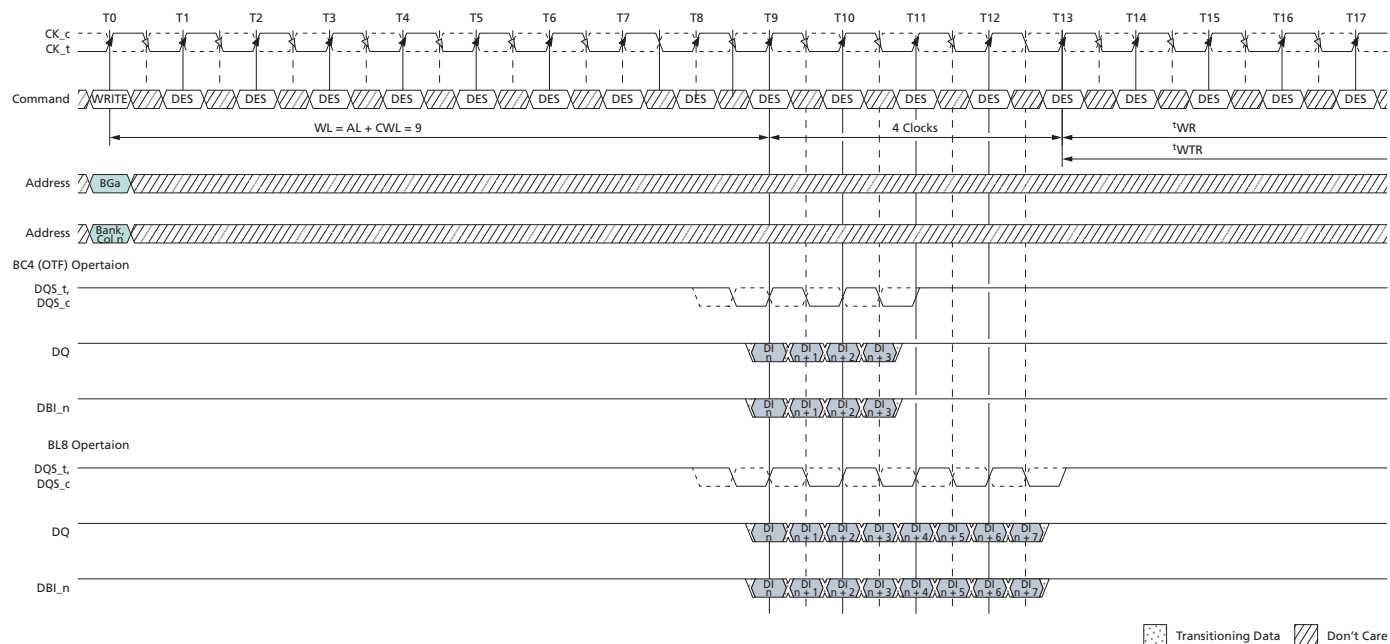 T0 T1 T2 T3 T4 T5 T6 T7 T8 T9 T10 T11 T12 T13 T14 T15 T16 T17
CK_c
CK_t
Command WRITE DES DES DES DES DES DES DES DES DES DES DES DES DES DES DES DES DES
WL = AL + CWL = 9 4 Clocks tWR
tWTR
Address BGa
Address Bank, Col n
BC4 (OTF) Opertaion
DQS_t,
DQS_c
DQ DI n DI n + 1 DI n + 2 DI n + 3
DBI_n DI n DI n + 1 DI n + 2 DI n + 3
BL8 Opertaion
DQS_t,
DQS_c
DQ DI n DI n + 1 DI n + 2 DI n + 3 DI n + 4 DI n + 5 DI n + 6 DI n + 7
DBI_n DI n DI n + 1 DI n + 2 DI n + 3 DI n + 4 DI n + 5 DI n + 6 DI n + 7
Transitioning Data Don't Care